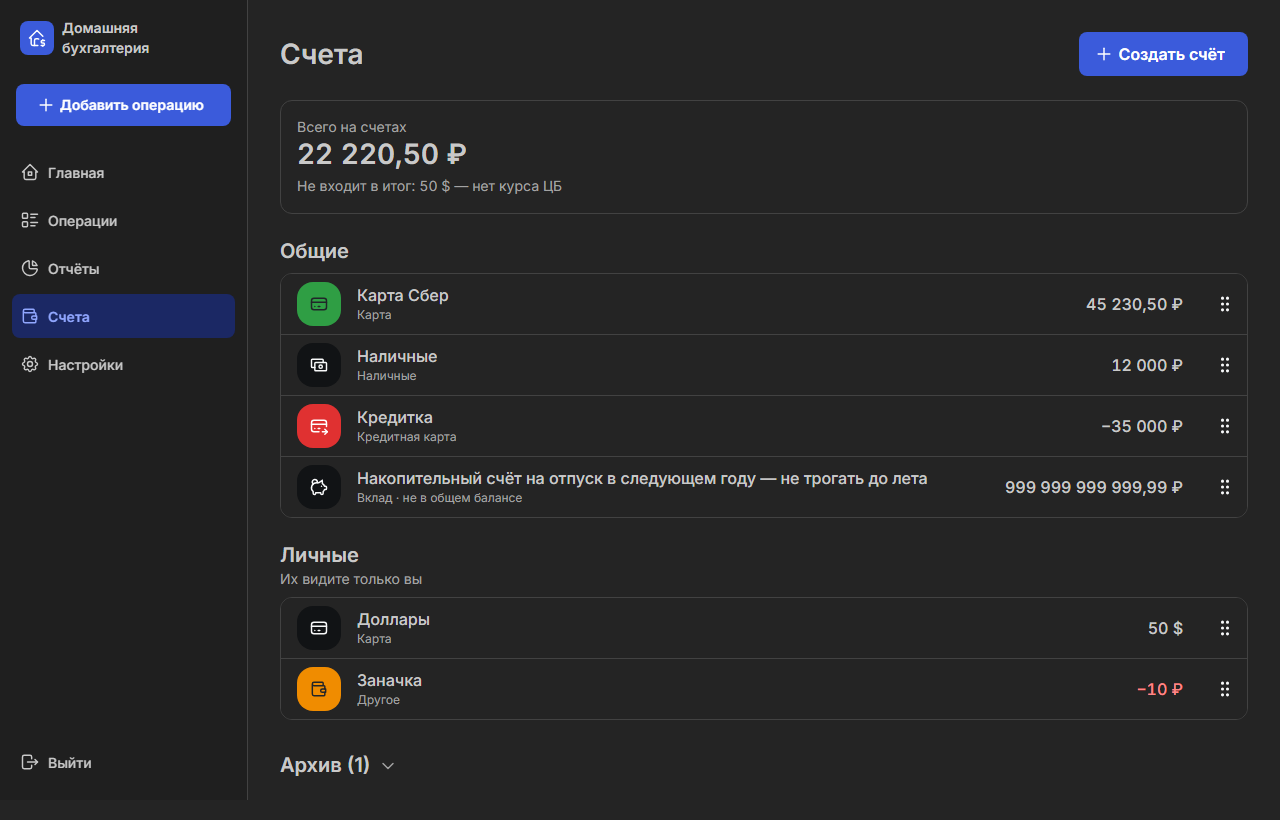 Домашняя
бухгалтерия
Добавить операцию
Главная
Операции
Отчёты
Счета
Настройки
Выйти
Счета
Создать счёт
Всего на счетах
22 220,50 ₽
Не входит в итог: 50 $ — нет курса ЦБ
Общие
Карта Сбер
Карта
45 230,50 ₽
Наличные
Наличные
12 000 ₽
Кредитка
Кредитная карта
−35 000 ₽
Накопительный счёт на отпуск в следующем году — не трогать до лета
Вклад · не в общем балансе
999 999 999 999,99 ₽
Личные
Их видите только вы
Доллары
Карта
50 $
Заначка
Другое
−10 ₽
Архив (1)